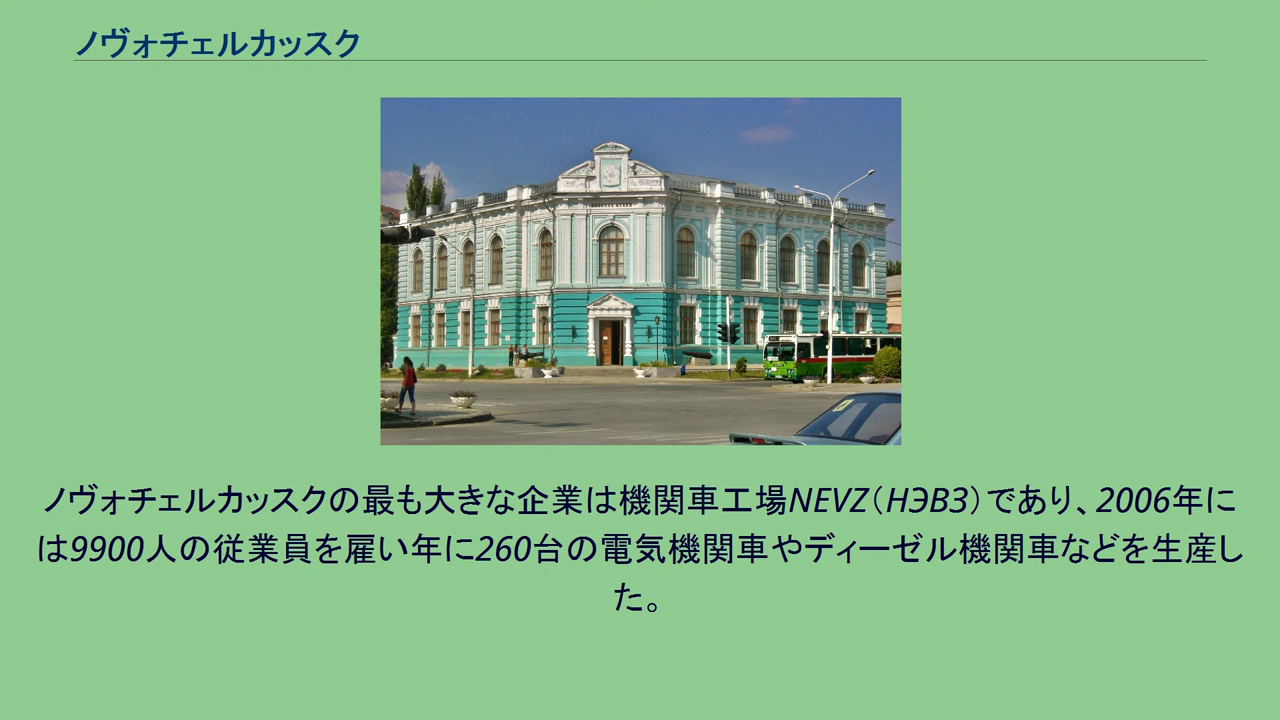 ノヴォチェルカッスク
ノヴォチェルカッスクの最も大きな企業は機関車工場NEVZ（НЭВЗ）であり、2006年に
は9900人の従業員を雇い年に260台の電気機関車やディーゼル機関車などを生産し
た。